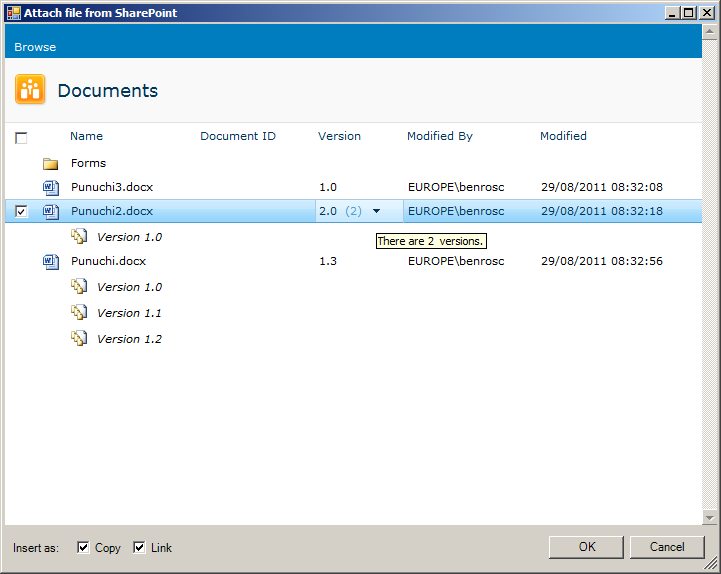 Attach file from SharePoint
Browse
Documents
Name Document ID Version Modified By Modified
Forms
Punuchi3.docx 1.0 EUROPE\benrosc 29/08/2011 08:32:08
Punuchi2.docx 2.0 (2) EUROPE\benrosc 29/08/2011 08:32:18
Version 1.0
There are 2 versions.
Punuchi.docx 1.3 EUROPE\benrosc 29/08/2011 08:32:56
Version 1.0
Version 1.1
Version 1.2
Insert as: Copy Link OK Cancel